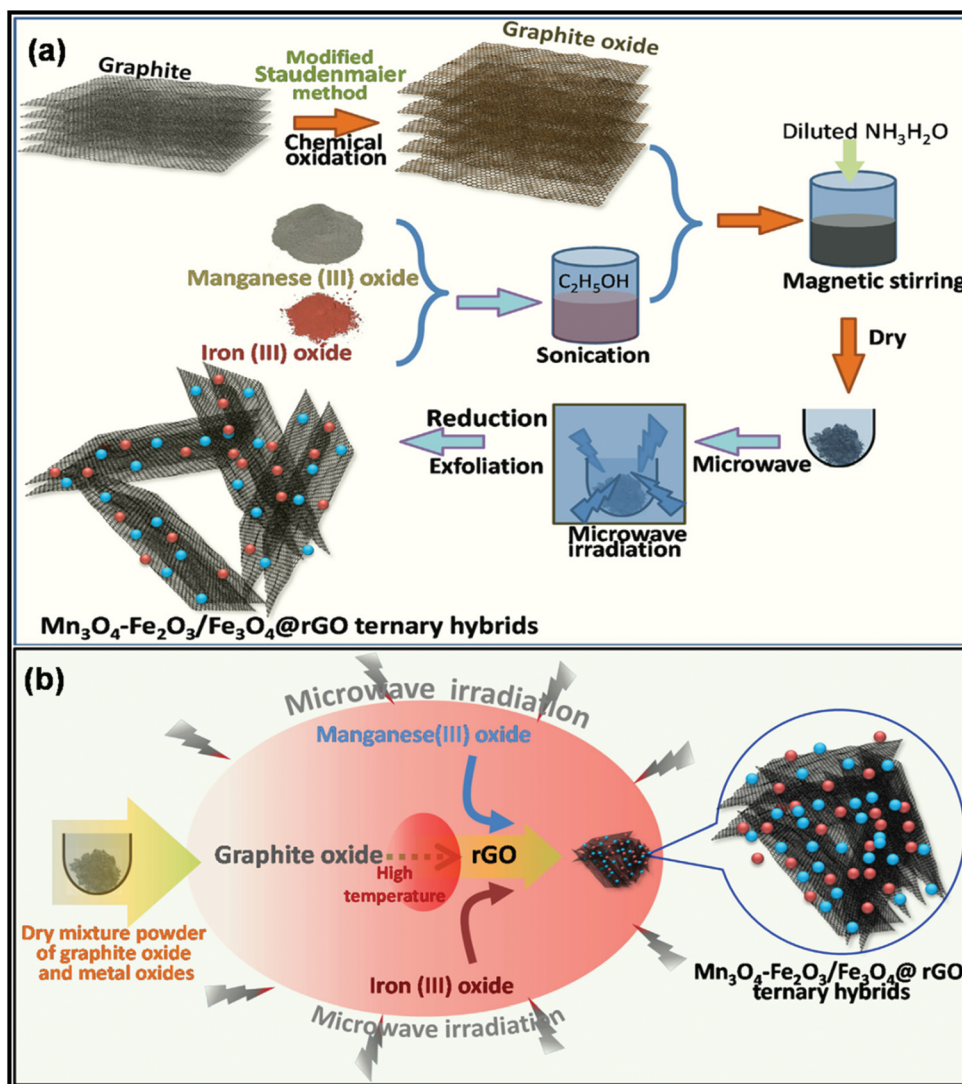 (a)
Graphite
Modified
Staudenmaier
method
Chemical
oxidation
Graphite oxide
Diluted NH₃H₂O
Magnetic stirring
Manganese (III) oxide
Iron (III) oxide
C₂H₅OH
Sonication
Dry
Microwave
Microwave
irradiation
Reduction
Exfoliation
Mn₃O₄-Fe₂O₃/Fe₃O₄@rGO ternary hybrids
(b)
Microwave irradiation
Manganese(III) oxide
Graphite oxide
High
temperature
rGO
Iron (III) oxide
Microwave irradiation
Dry mixture powder
of graphite oxide
and metal oxides
Mn₃O₄-Fe₂O₃/Fe₃O₄@ rGO
ternary hybrids